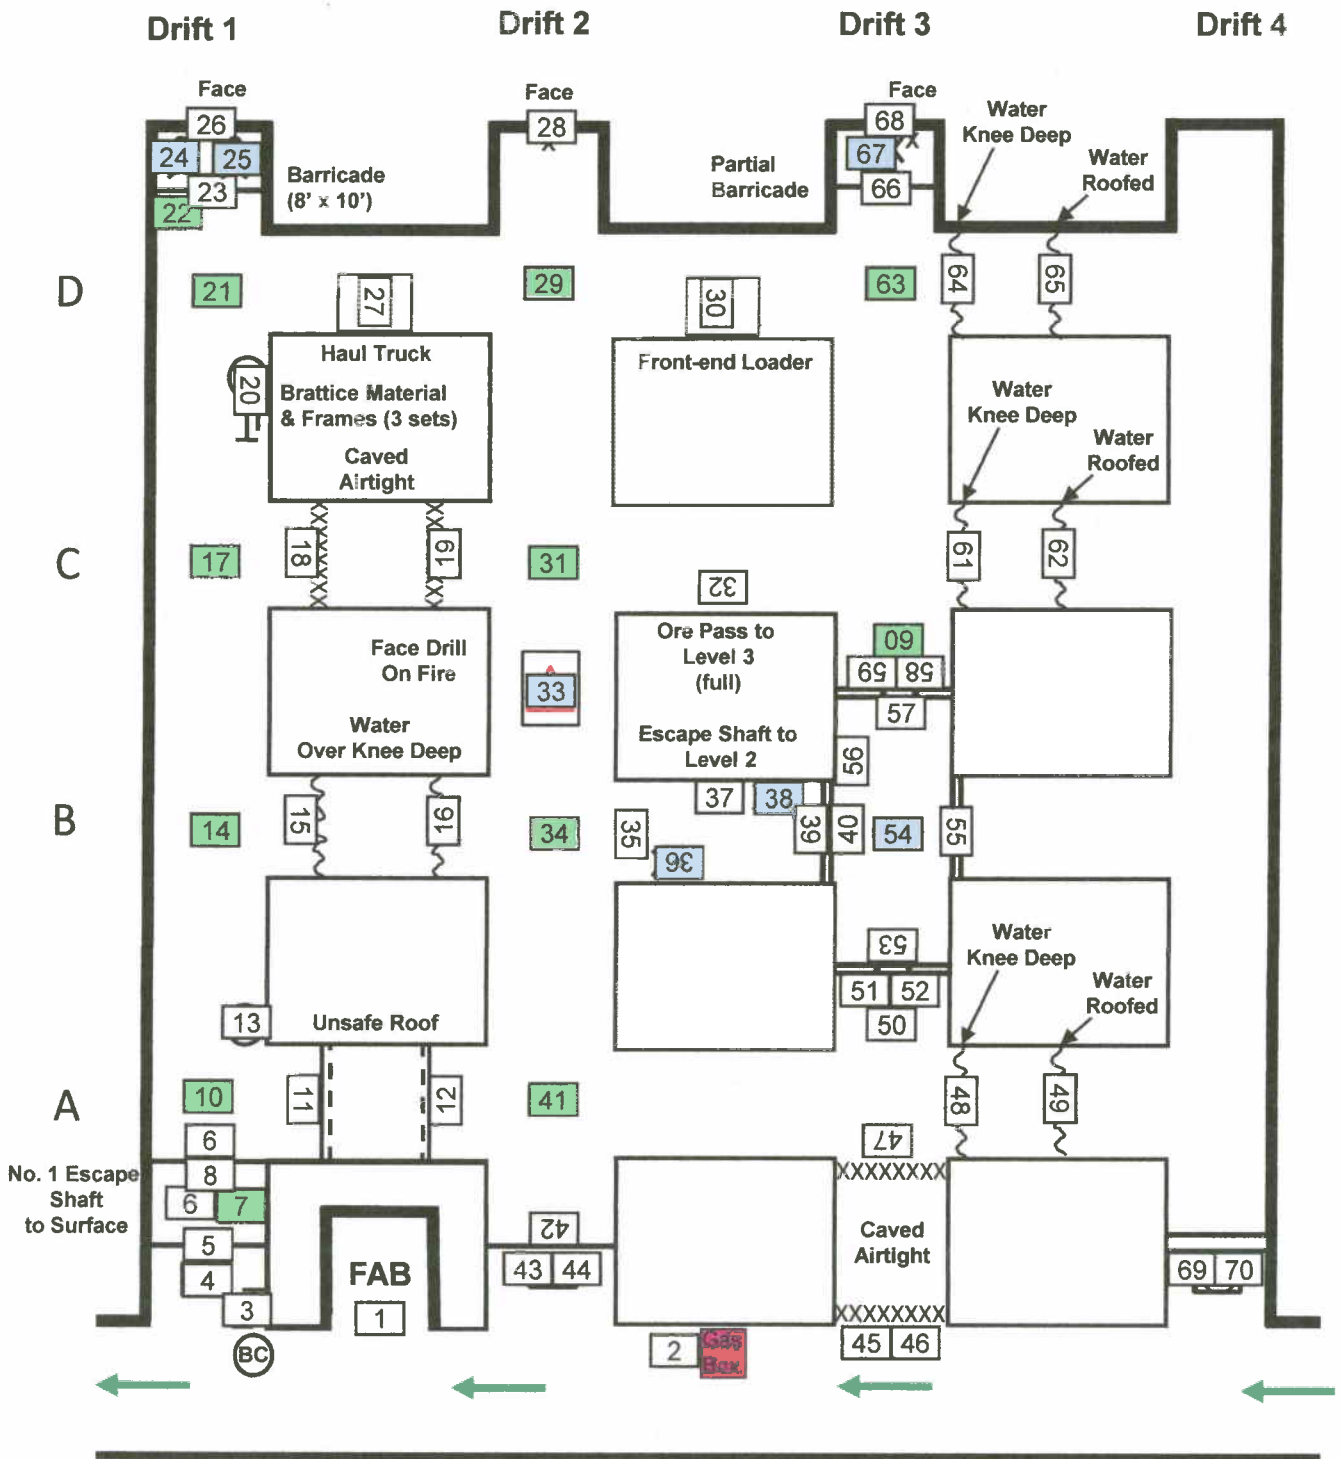 Drift 1 Drift 2 Drift 3 Drift 4
Face Face Face
26 28 68
Water
Knee Deep
24 25 67
Partial
Barricade
66
Water
Roofed
23
Barricade
(8' x 10')
22
D 21 27 29 30 63 64 65
Haul Truck
Brattice Material
& Frames (3 sets)
Caved
Airtight
20
Front-end Loader
Water
Knee Deep
Water
Roofed
C 17 18 19 31 32 61 62
Face Drill
On Fire
Water
Over Knee Deep
33
Ore Pass to
Level 3
(full)
Escape Shaft to
Level 2
60
59 58
57
56
37 38
B 14 15 16 34 35 39 40 54 55
36
53
51 52
50
Water
Knee Deep
Water
Roofed
13
Unsafe Roof
A 10 11 12 41 47 48 49
6
No. 1 Escape
Shaft
to Surface
8
6 7
5
4
3
BC
FAB
1
42
43 44
Caved
Airtight
XXXXXXXX
XXXXXXXX
45 46
69 70
2
Gas
Box